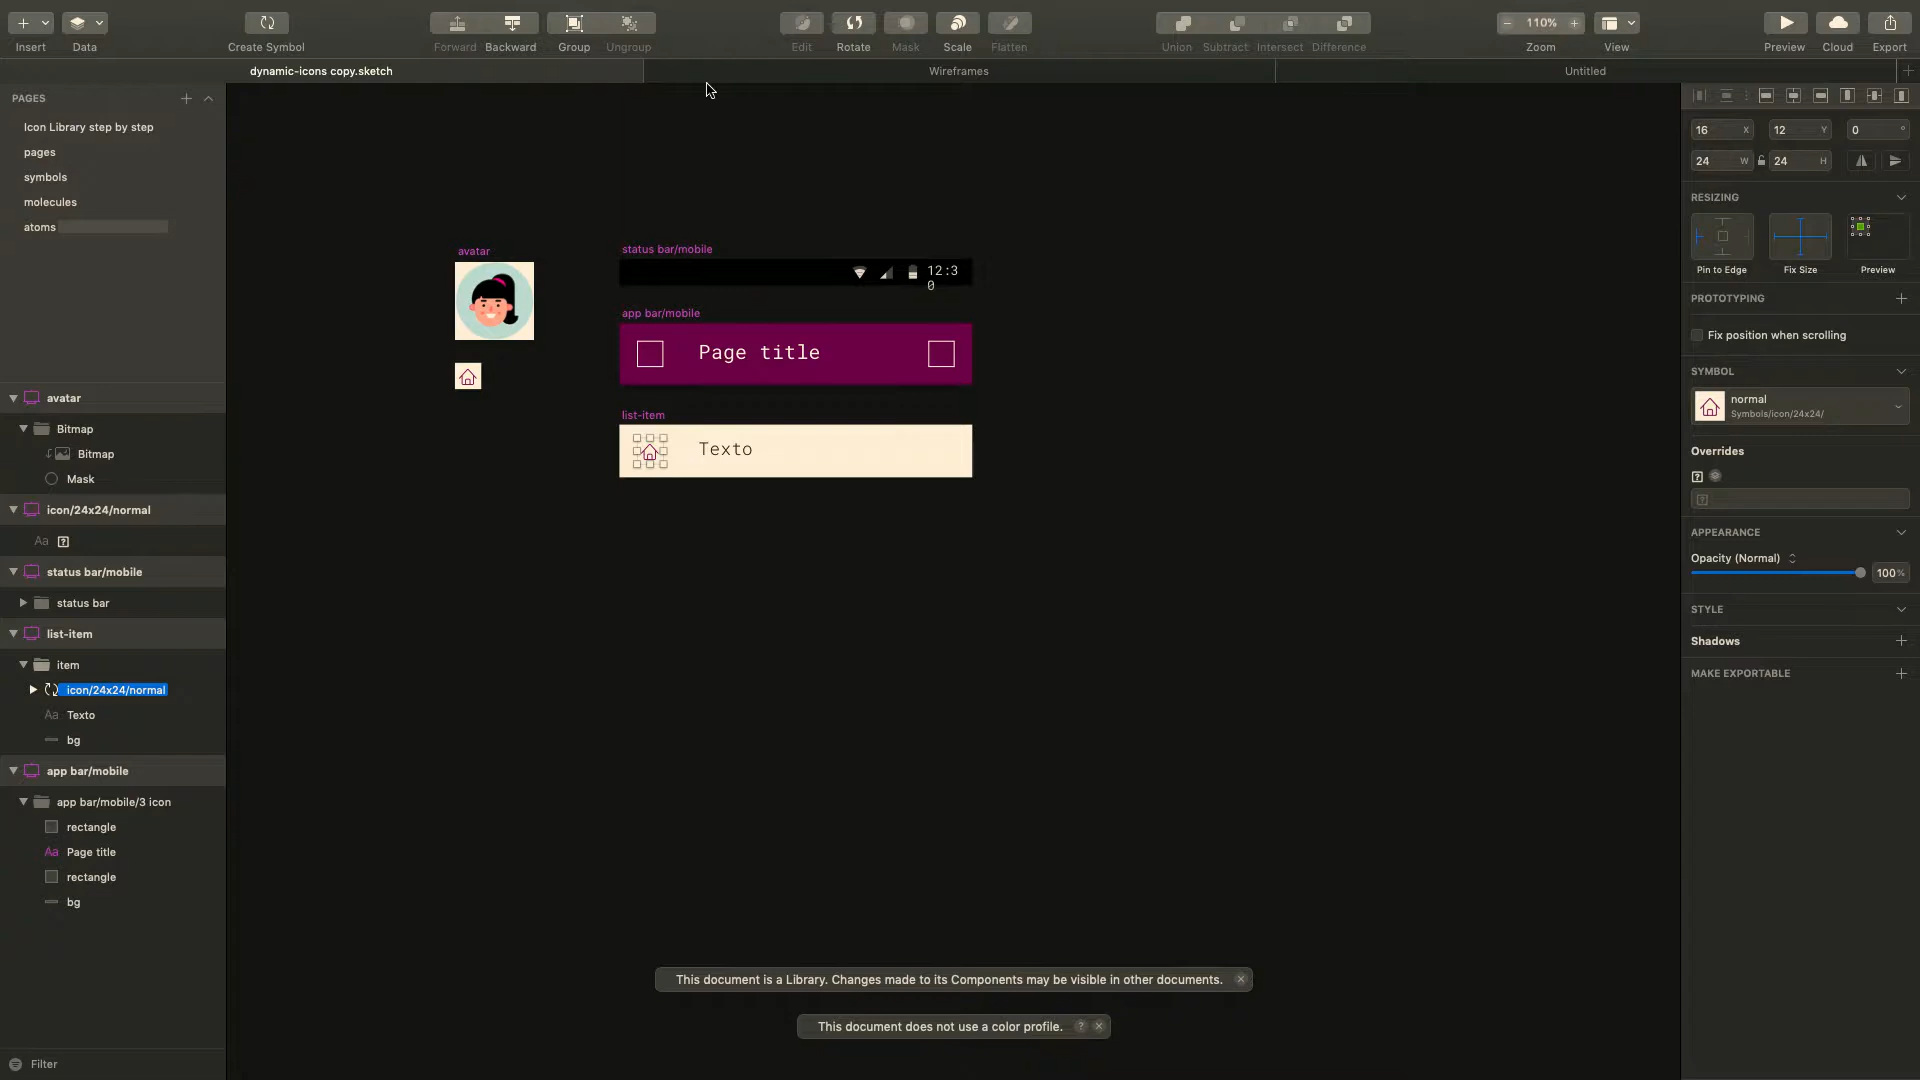 Insert
Data
Create Symbol
Forward
Backward
Group
Ungroup
Edit
Rotate
Mask
Scale
Flatten
Union
Subtract
Intersect
Difference
110%
Zoom
View
Preview
Cloud
Export
dynamic-icons copy.sketch
Wireframes
Untitled
PAGES
Icon Library step by step
pages
symbols
molecules
atoms
avatar
Bitmap
Bitmap
Mask
icon/24x24/normal
Aa ?
status bar/mobile
status bar
list-item
item
icon/24x24/normal
Aa Texto
bg
app bar/mobile
app bar/mobile/3 icon
rectangle
Aa Page title
rectangle
bg
Filter
avatar
status bar/mobile
12:3
0
app bar/mobile
Page title
list-item
Texto
This document is a Library. Changes made to its Components may be visible in other documents.
This document does not use a color profile. ?
16 X
12 Y
0 °
24 W
24 H
RESIZING
Pin to Edge
Fix Size
Preview
PROTOTYPING
Fix position when scrolling
SYMBOL
normal
Symbols/icon/24x24/
Overrides
?
?
APPEARANCE
Opacity (Normal)
100%
STYLE
Shadows
MAKE EXPORTABLE